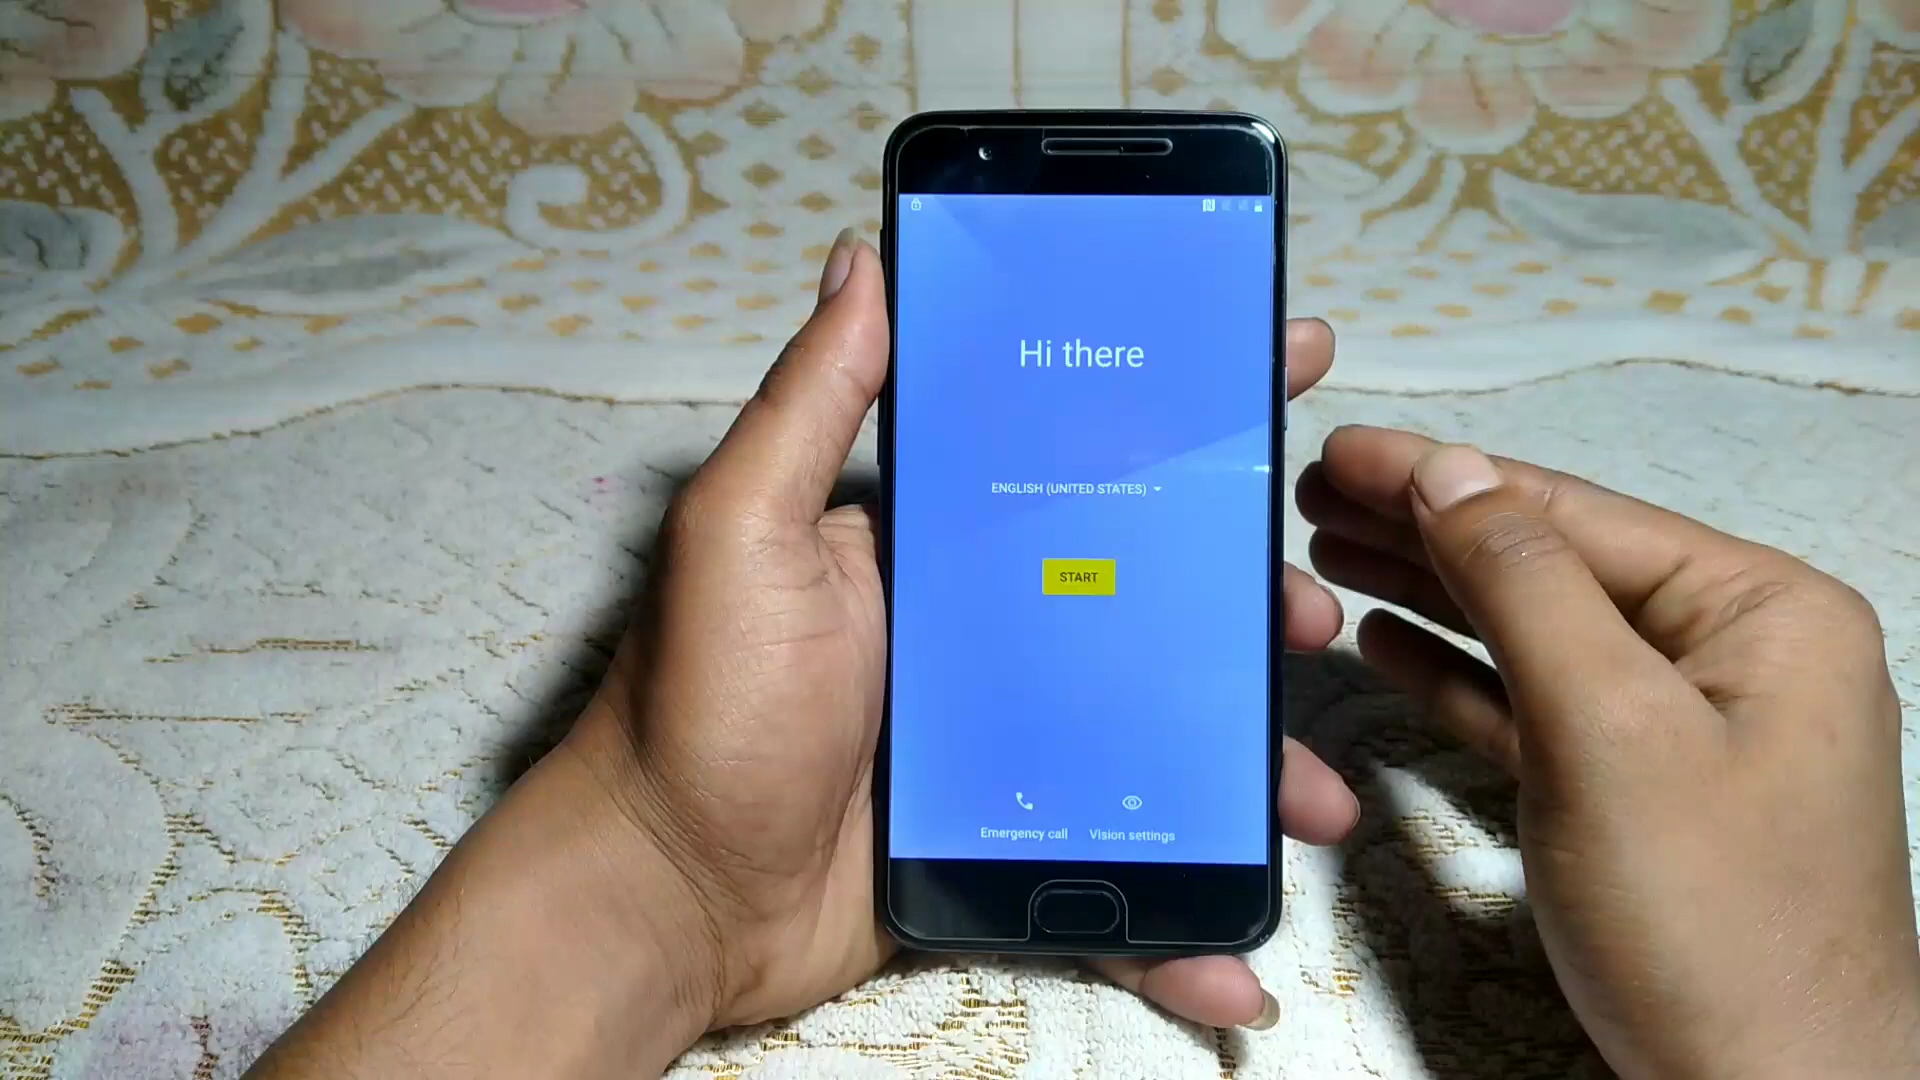 Hi there
ENGLISH (UNITED STATES)
START
Emergency call
Vision settings